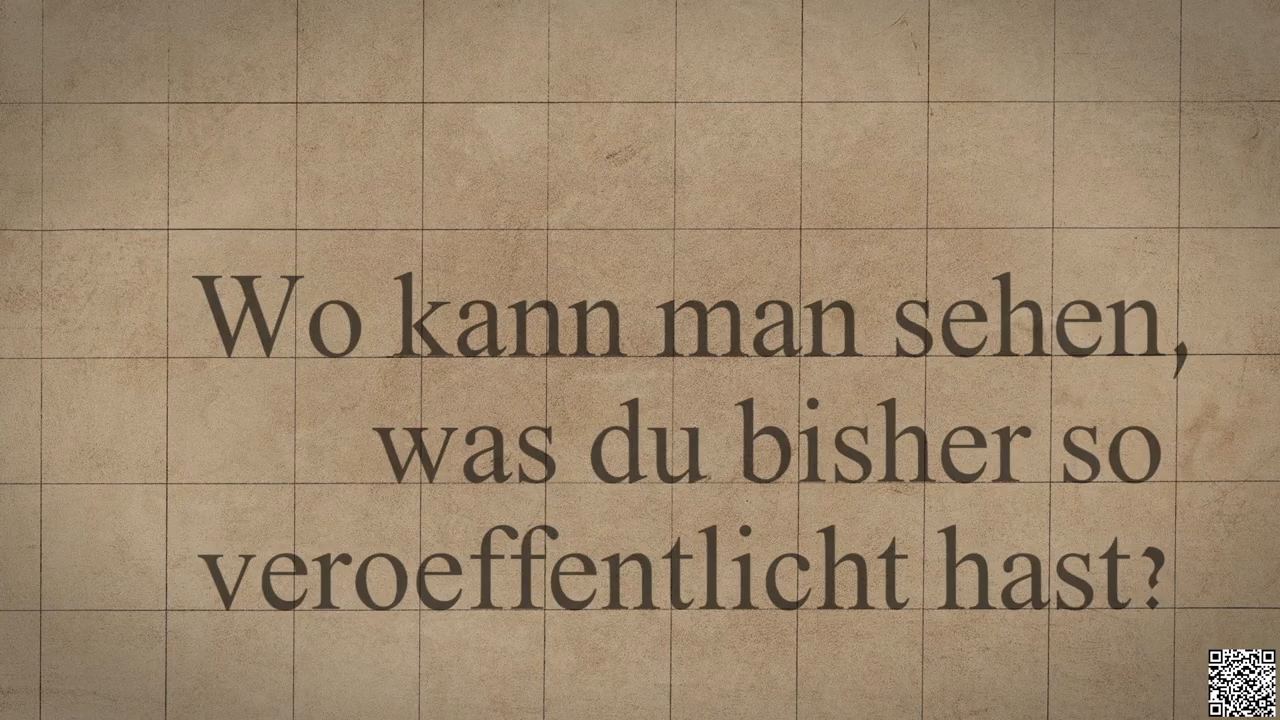 Wo kann man sehen,
was du bisher so
veroeffentlicht hast?